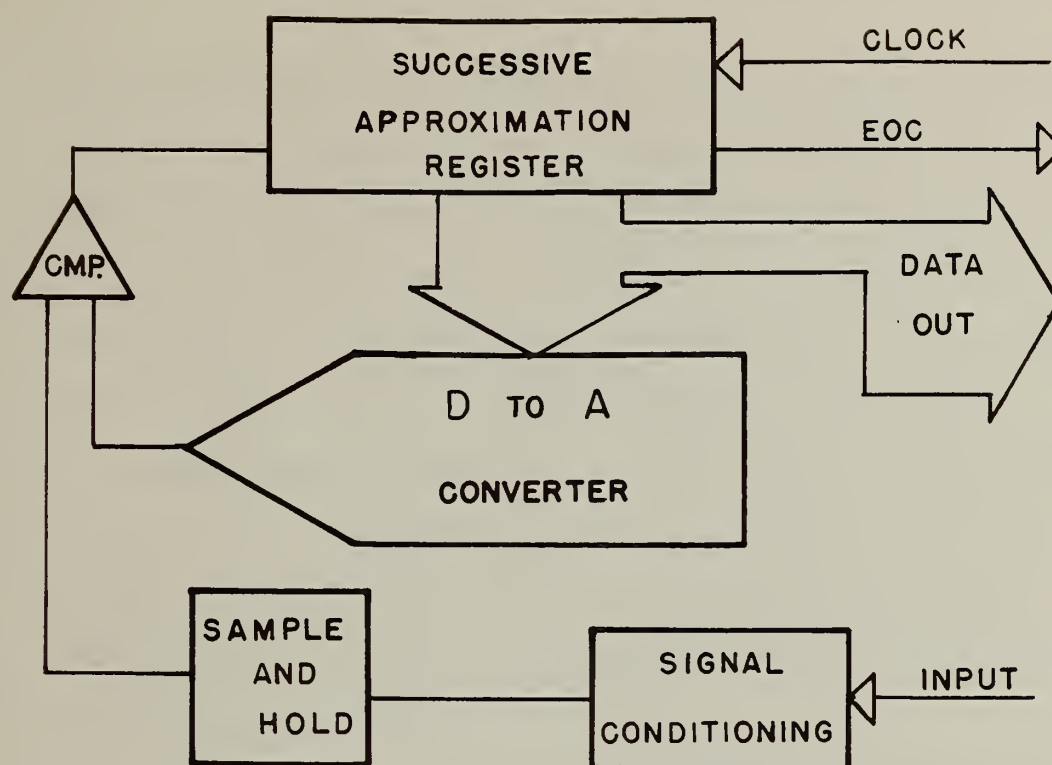 SUCCESSIVE
APPROXIMATION
REGISTER
CLOCK
EOC
CMP.
DATA
OUT
D TO A
CONVERTER
SAMPLE
AND
HOLD
SIGNAL
CONDITIONING
INPUT